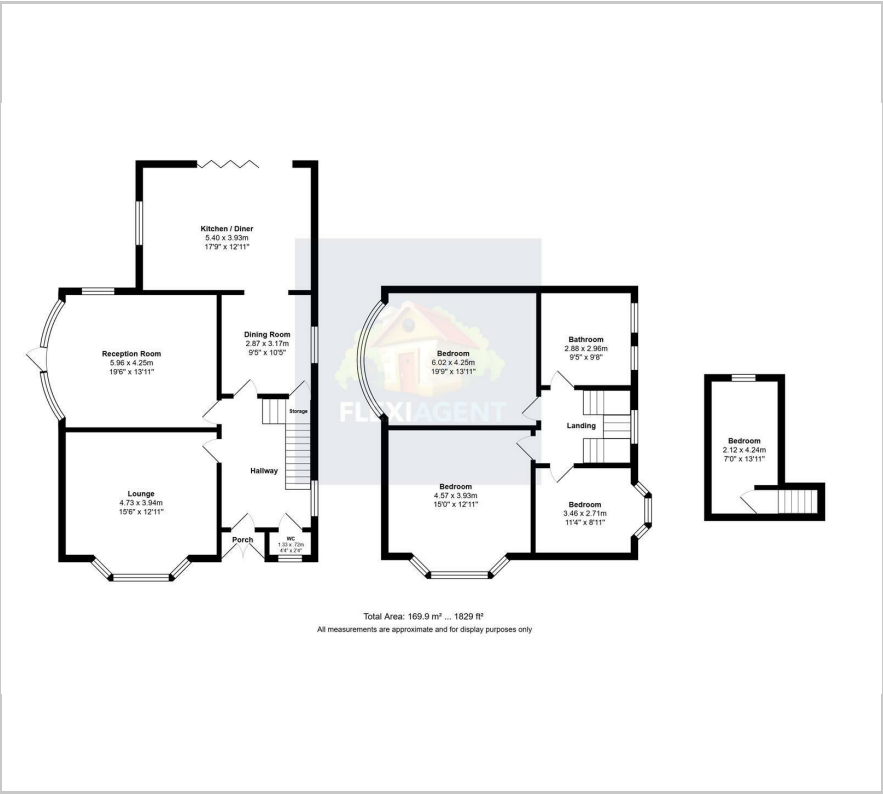 Kitchen / Diner
5.40 x 3.93m
17'9" x 12'11"
Reception Room
5.96 x 4.25m
19'6" x 13'11"
Dining Room
2.87 x 3.17m
9'5" x 10'5"
Storage
Hallway
Lounge
4.73 x 3.94m
15'6" x 12'11"
Porch
WC
1.33 x .72m
4'4" x 2'4"
Bedroom
6.02 x 4.25m
19'9" x 13'11"
Bathroom
2.88 x 2.96m
9'5" x 9'8"
FLEXIAGENT
Landing
Bedroom
4.57 x 3.93m
15'0" x 12'11"
Bedroom
3.46 x 2.71m
11'4" x 8'11"
Bedroom
2.12 x 4.24m
7'0" x 13'11"
Total Area: 169.9 m² ... 1829 ft²
All measurements are approximate and for display purposes only